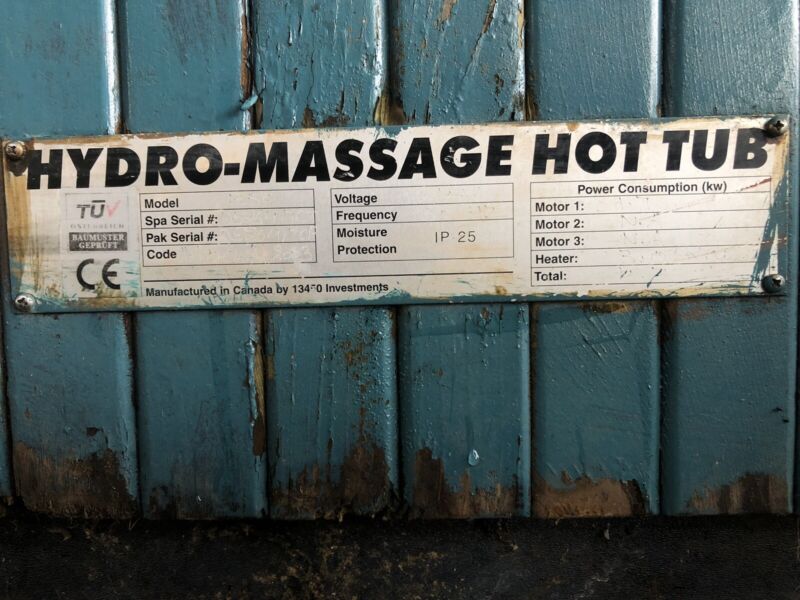 HYDRO-MASSAGE HOT TUB
TÜV
ÖSTERREICH
BAUMUSTER
GEPRÜFT
CE
Model
Spa Serial #:
Pak Serial #:
Code
Voltage
Frequency
Moisture IP 25
Protection
Power Consumption (kw)
Motor 1:
Motor 2:
Motor 3:
Heater:
Total:
Manufactured in Canada by Investments